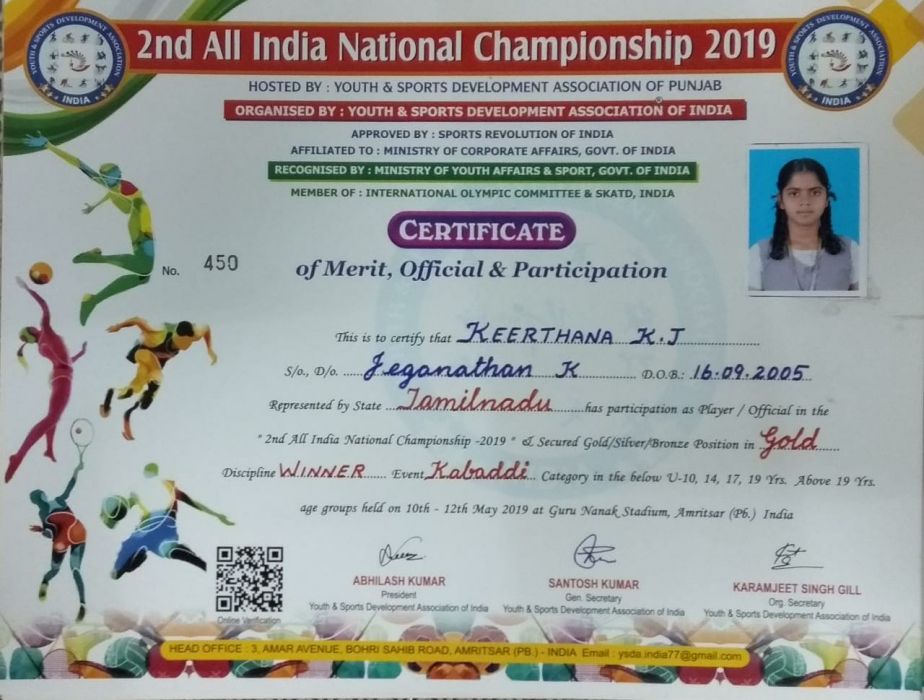 2nd All India National Championship 2019
YOUTH & SPORTS DEVELOPMENT ASSOCIATION
INDIA
YOUTH & SPORTS DEVELOPMENT ASSOCIATION
INDIA
HOSTED BY : YOUTH & SPORTS DEVELOPMENT ASSOCIATION OF PUNJAB
ORGANISED BY : YOUTH & SPORTS DEVELOPMENT ASSOCIATION OF INDIA
APPROVED BY : SPORTS REVOLUTION OF INDIA
AFFILIATED TO : MINISTRY OF CORPORATE AFFAIRS, GOVT. OF INDIA
RECOGNISED BY : MINISTRY OF YOUTH AFFAIRS & SPORT, GOVT. OF INDIA
MEMBER OF : INTERNATIONAL OLYMPIC COMMITTEE & SKATD, INDIA
CERTIFICATE
No. 450
of Merit, Official & Participation
This is to certify that KEERTHANA K.J
S/o., D/o. Jeganathan K D.O.B.: 16.09.2005
Represented by State Tamilnadu has participation as Player / Official in the
" 2nd All India National Championship -2019 " & Secured Gold/Silver/Bronze Position in Gold
Discipline WINNER Event Kabaddi Category in the below U-10, 14, 17, 19 Yrs. Above 19 Yrs.
age groups held on 10th - 12th May 2019 at Guru Nanak Stadium, Amritsar (Pb.) India
ABHILASH KUMAR
President
Youth & Sports Development Association of India
SANTOSH KUMAR
Gen. Secretary
Youth & Sports Development Association of India
KARAMJEET SINGH GILL
Org. Secretary
Youth & Sports Development Association of India
Online Verification
HEAD OFFICE : 3, AMAR AVENUE, BOHRI SAHIB ROAD, AMRITSAR (PB.) - INDIA Email : ysda.india77@gmail.com